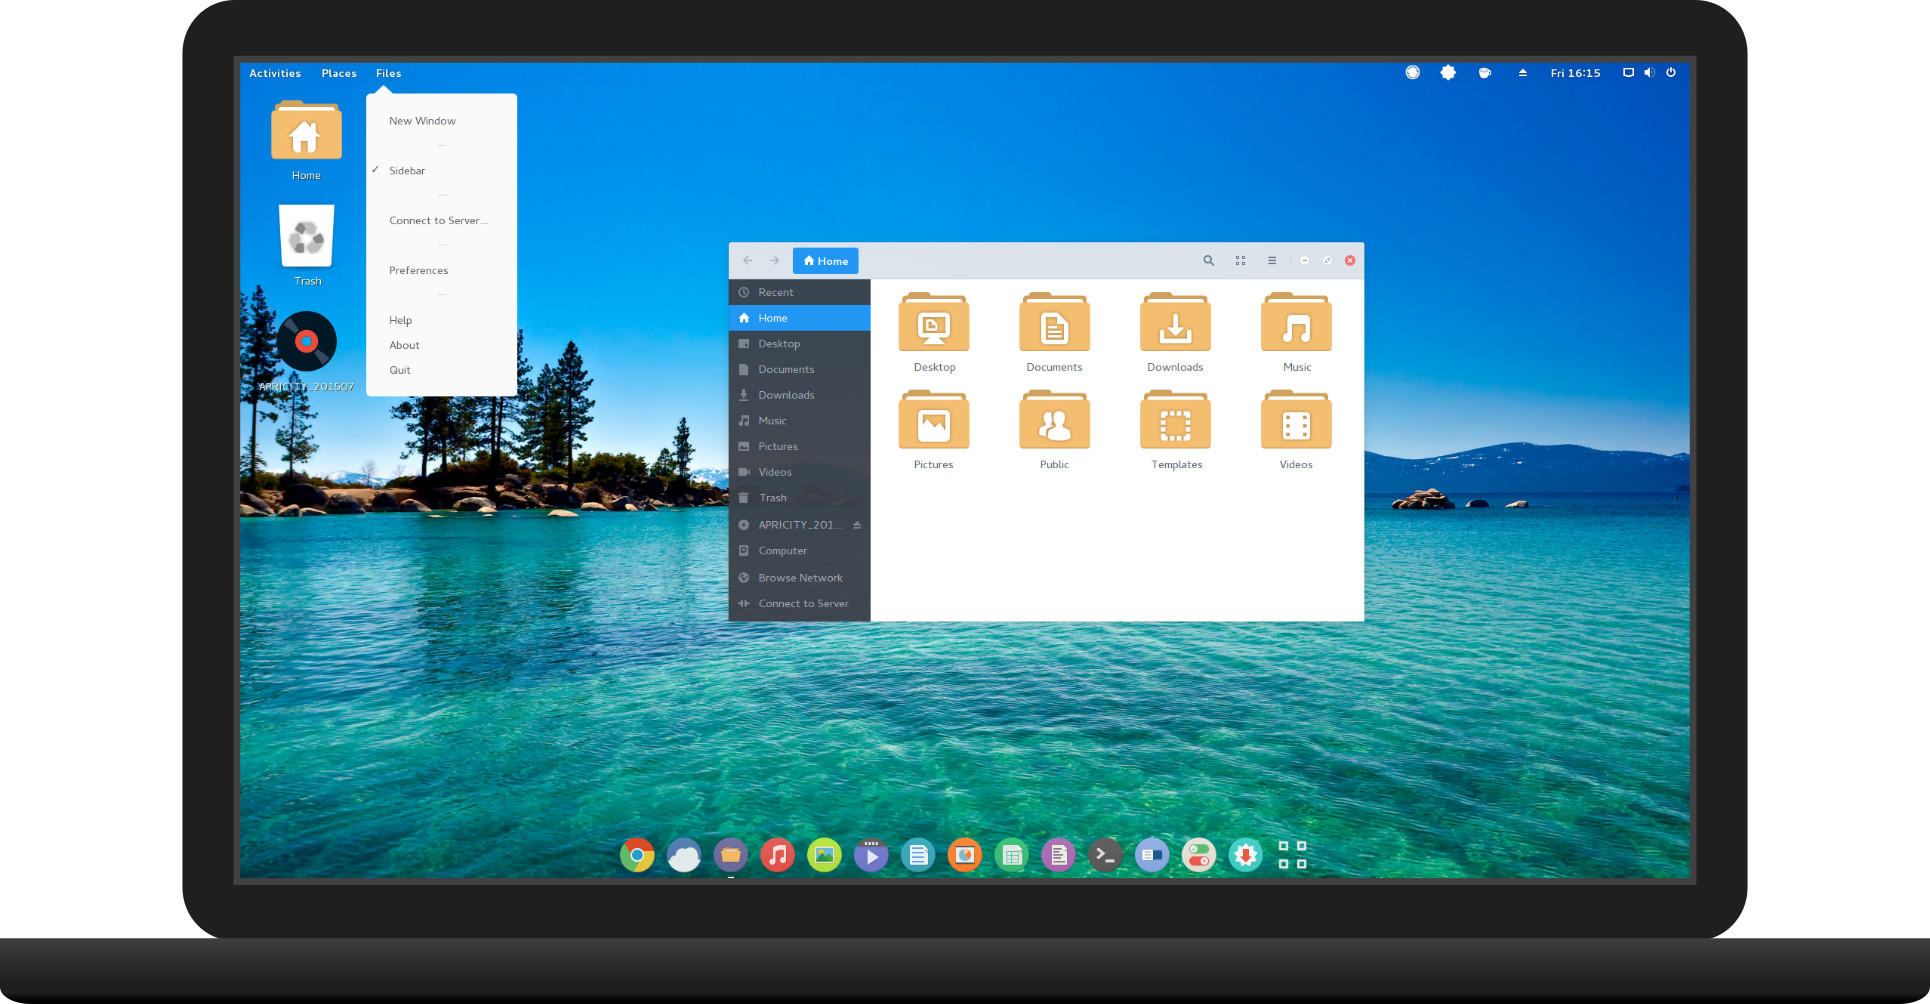 Activities Places Files
Fri 16:15
Home
Trash
APRICITY_201507
New Window
✓ Sidebar
Connect to Server...
Preferences
Help
About
Quit
Home
Recent
Home
Desktop
Documents
Downloads
Music
Pictures
Videos
Trash
APRICITY_201...
Computer
Browse Network
Connect to Server
Desktop Documents Downloads Music
Pictures Public Templates Videos